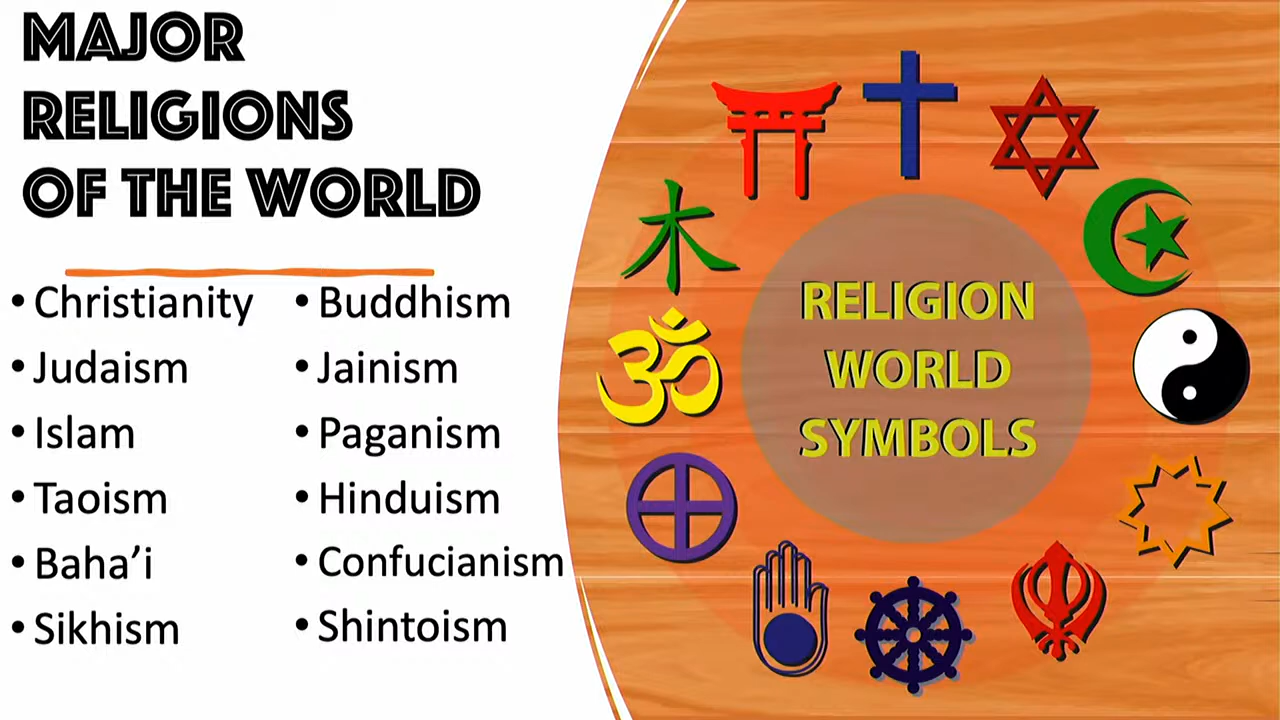 MAJOR
RELIGIONS
OF THE WORLD
• Christianity
• Judaism
• Islam
• Taoism
• Baha’i
• Sikhism
• Buddhism
• Jainism
• Paganism
• Hinduism
• Confucianism
• Shintoism
RELIGION
WORLD
SYMBOLS
木
ॐ